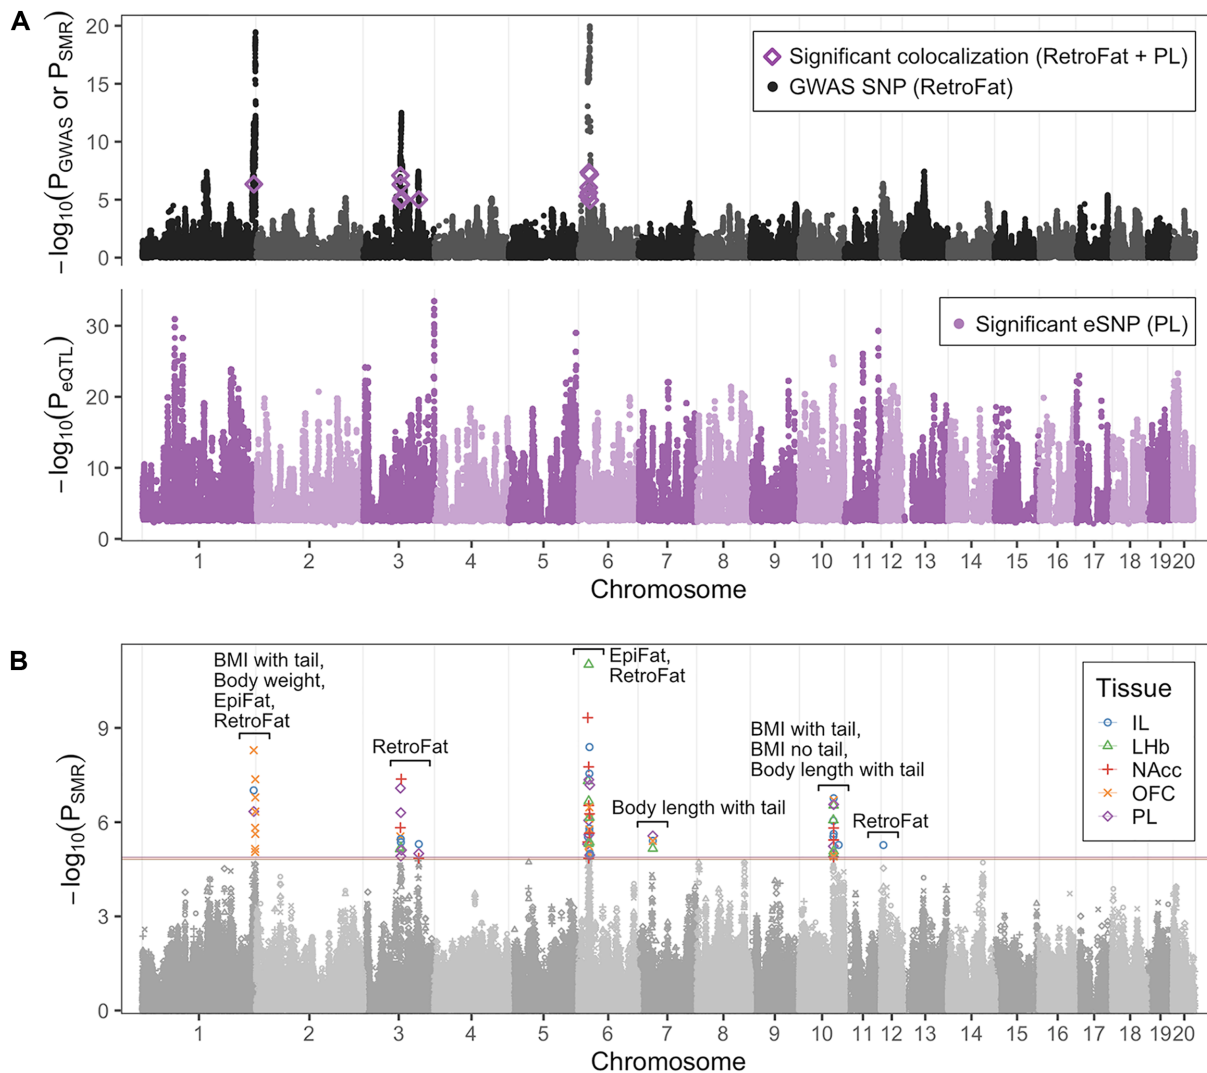 A
−log10(PGWAS or PSMR)
20
15
10
5
0
Significant colocalization (RetroFat + PL)
GWAS SNP (RetroFat)
−log10(PeQTL)
30
20
10
0
Significant eSNP (PL)
1 2 3 4 5 6 7 8 9 10 11 12 13 14 15 16 17 18 19 20
Chromosome
B
−log10(PSMR)
9
6
3
0
BMI with tail,
Body weight,
EpiFat,
RetroFat
RetroFat
EpiFat,
RetroFat
Body length with tail
BMI with tail,
BMI no tail,
Body length with tail
RetroFat
Tissue
IL
LHb
NAcc
OFC
PL
1 2 3 4 5 6 7 8 9 10 11 12 13 14 15 16 17 18 19 20
Chromosome